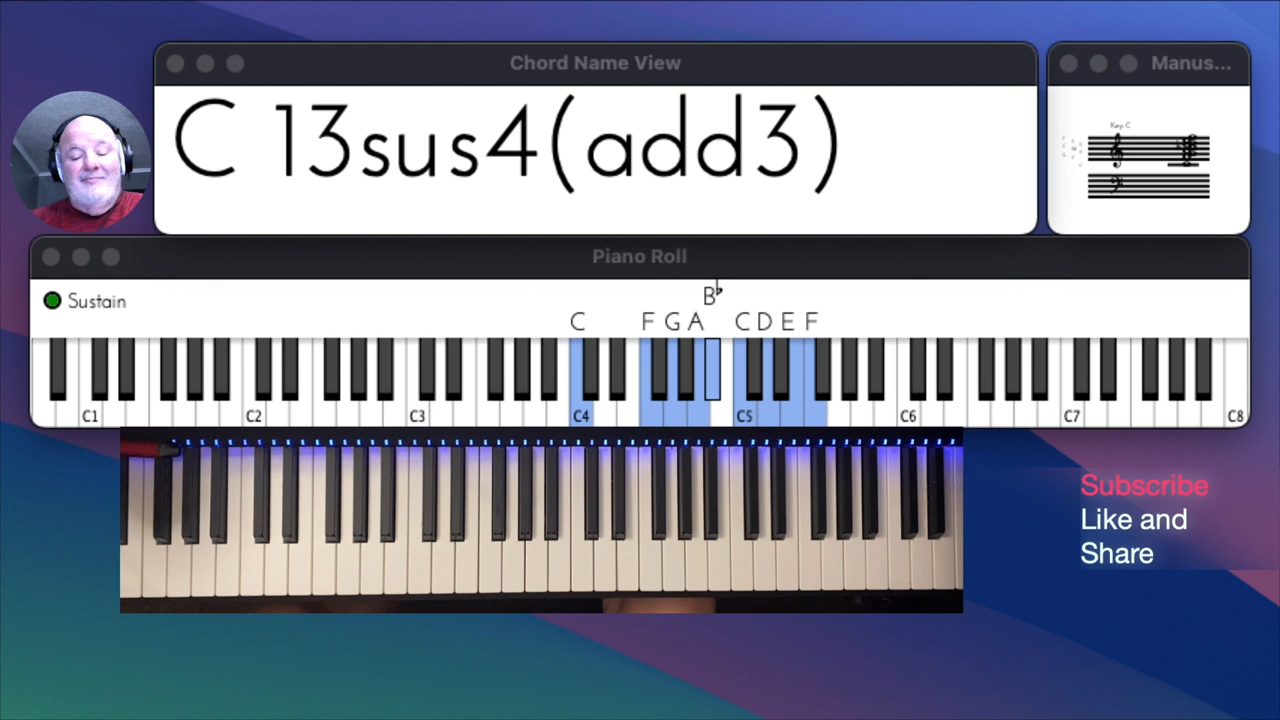 Chord Name View
Manus...
C 13sus4(add3)
Key: C
Piano Roll
Sustain
B♭
C F G A C D E F
C1 C2 C3 C4 C5 C6 C7 C8
Subscribe
Like and
Share